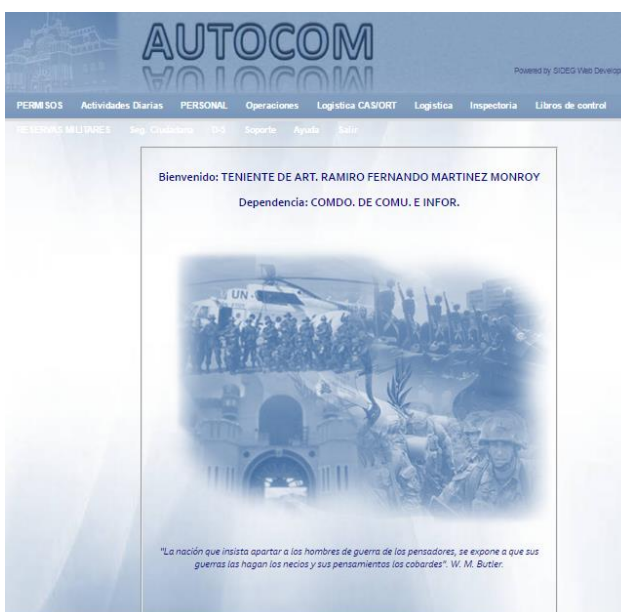 AUTOCOM
Powered by SIDEG Web Develop
PERMISOS Actividades Diarias PERSONAL Operaciones Logistica CAS/ORT Logistica Inspectoria Libros de control
RESERVAS MILITARES Seg. Ciudadana D-5 Soporte Ayuda Salir
Bienvenido: TENIENTE DE ART. RAMIRO FERNANDO MARTINEZ MONROY
Dependencia: COMDO. DE COMU. E INFOR.
UN
"La nación que insista apartar a los hombres de guerra de los pensadores, se expone a que sus
guerras las hagan los necios y sus pensamientos los cobardes". W. M. Butler.